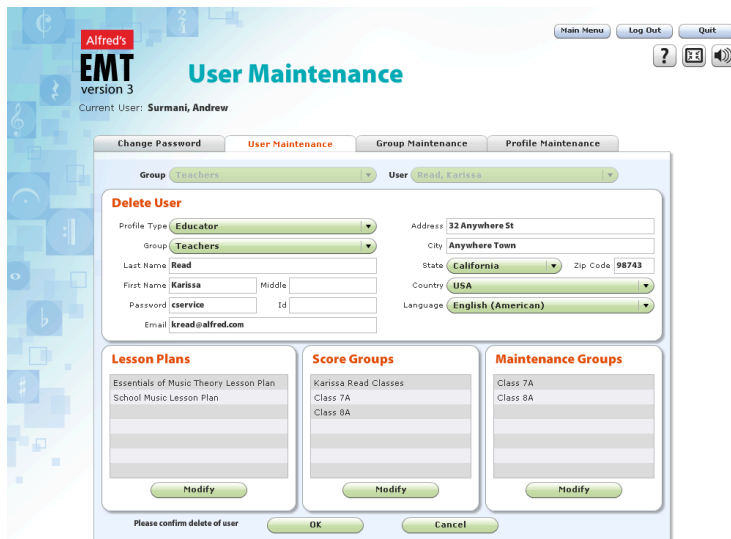 Main Menu Log Out Quit
Alfred's
EMT
version 3
User Maintenance
?
Current User: Surmani, Andrew
Change Password User Maintenance Group Maintenance Profile Maintenance
Group Teachers User Read, Karissa
Delete User
Profile Type Educator Address 32 Anywhere St
Group Teachers City Anywhere Town
Last Name Read State California Zip Code 98743
First Name Karissa Middle Country USA
Password cservice Id Language English (American)
Email kread@alfred.com
Lesson Plans Score Groups Maintenance Groups
Essentials of Music Theory Lesson Plan Karissa Read Classes Class 7A
School Music Lesson Plan Class 7A Class 8A
Class 8A
Modify Modify Modify
Please confirm delete of user OK Cancel